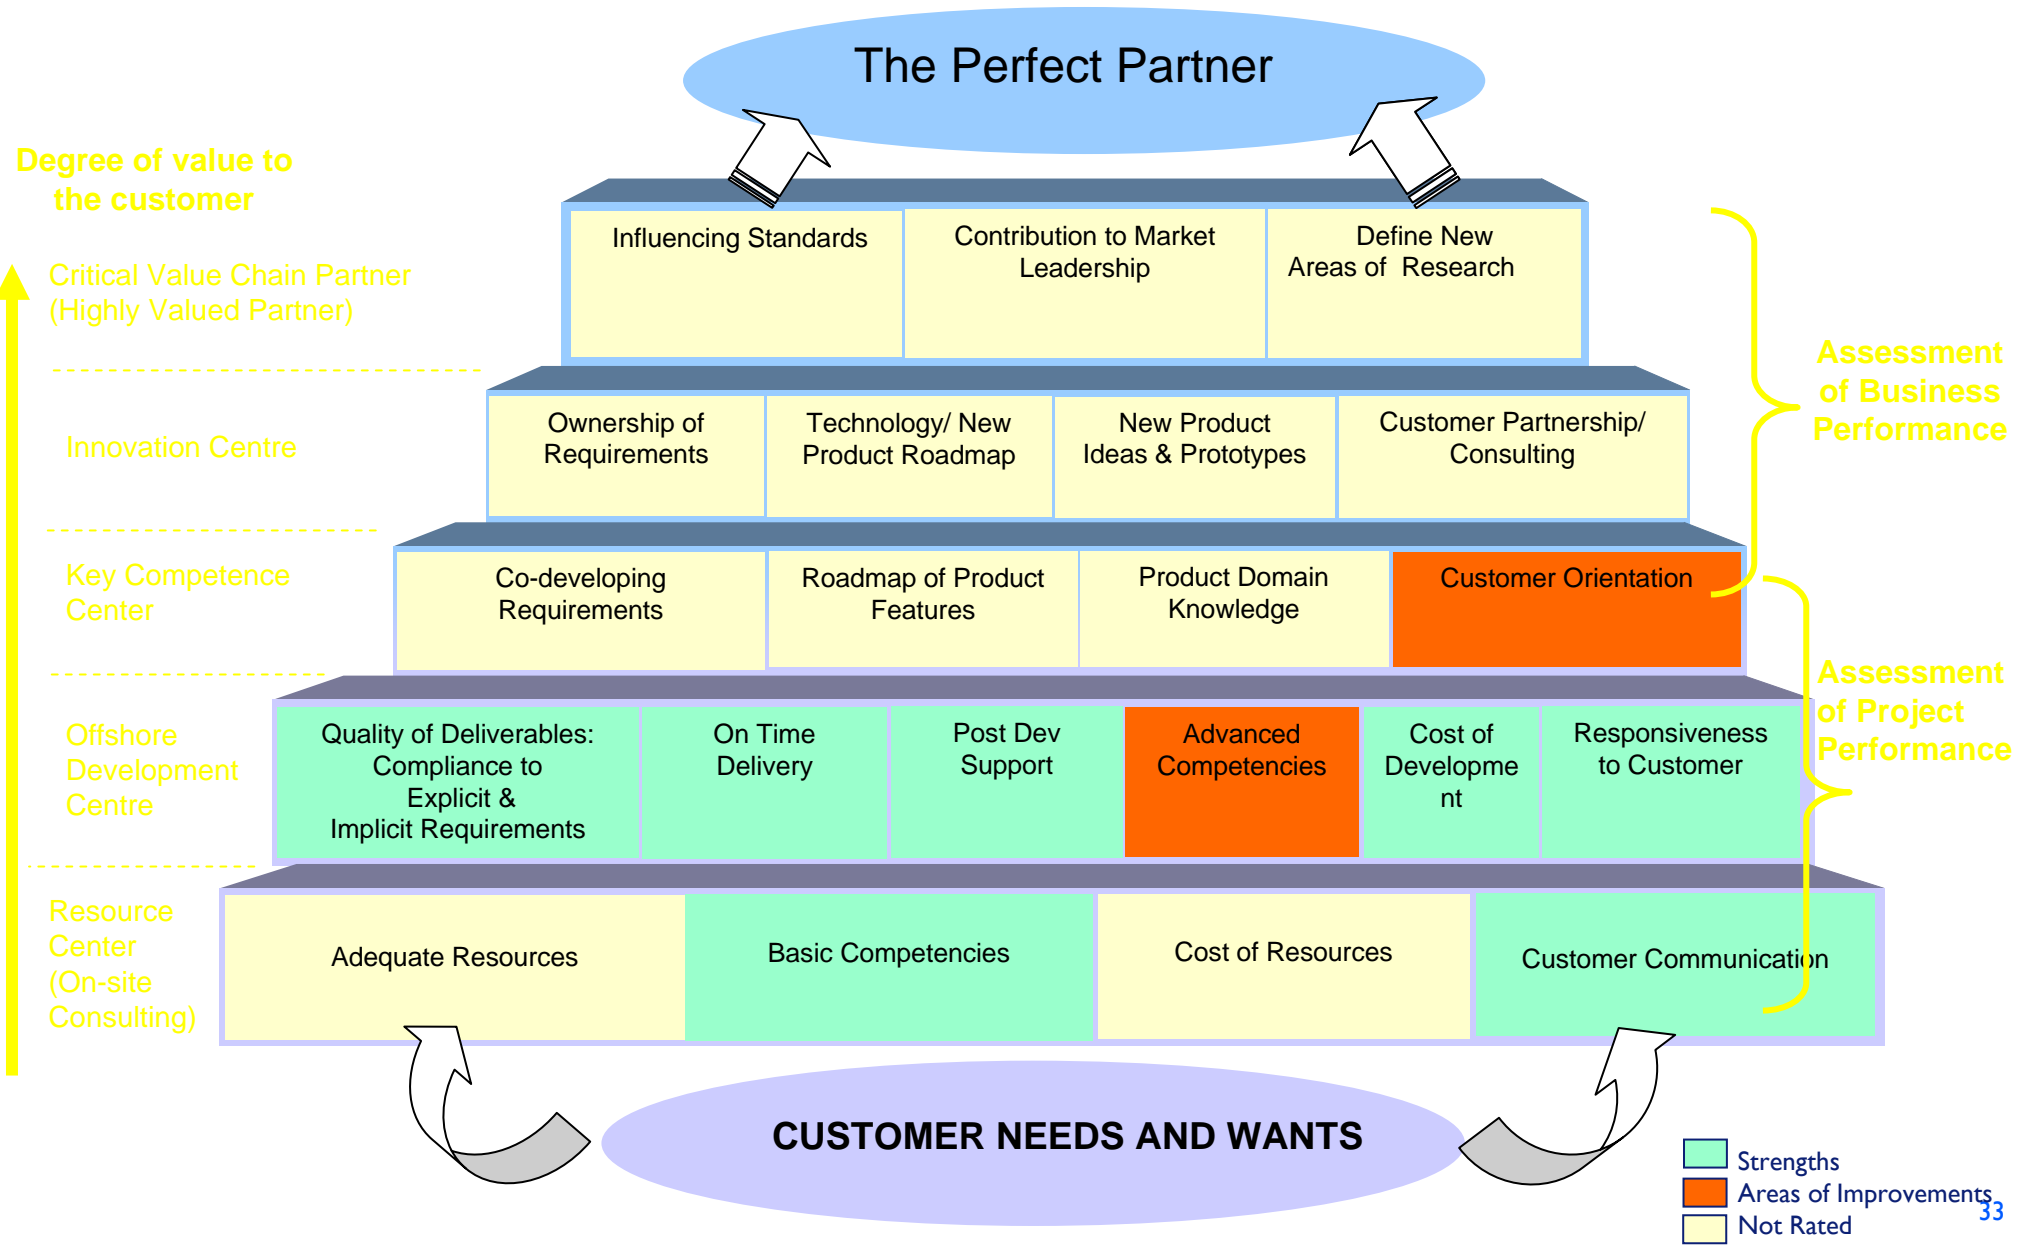 The Perfect Partner
Degree of value to
the customer
Critical Value Chain Partner
(Highly Valued Partner)
Influencing Standards
Contribution to Market
Leadership
Define New
Areas of Research
Assessment
of Business
Performance
Innovation Centre
Ownership of
Requirements
Technology/ New
Product Roadmap
New Product
Ideas & Prototypes
Customer Partnership/
Consulting
Key Competence
Center
Co-developing
Requirements
Roadmap of Product
Features
Product Domain
Knowledge
Customer Orientation
Assessment
of Project
Performance
Offshore
Development
Centre
Quality of Deliverables:
Compliance to
Explicit &
Implicit Requirements
On Time
Delivery
Post Dev
Support
Advanced
Competencies
Cost of
Developme
nt
Responsiveness
to Customer
Resource
Center
(On-site
Consulting)
Adequate Resources
Basic Competencies
Cost of Resources
Customer Communication
CUSTOMER NEEDS AND WANTS
Strengths
Areas of Improvements
Not Rated
33